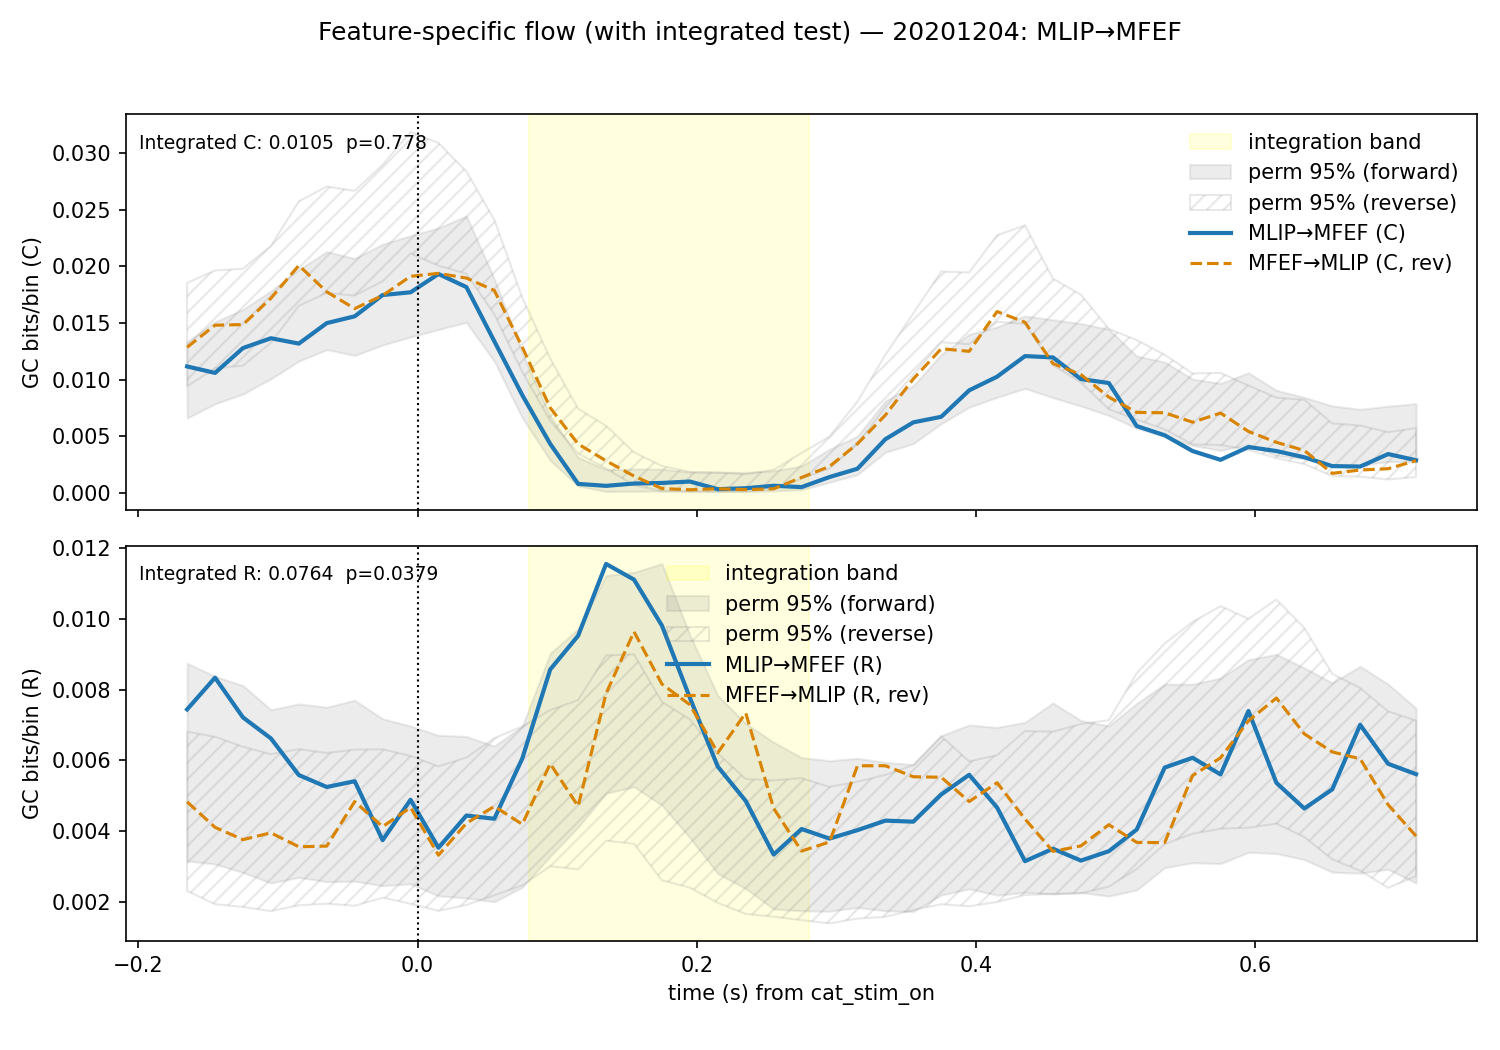 Feature-specific flow (with integrated test) — 20201204: MLIP→MFEF
Integrated C: 0.0105  p=0.778
integration band
perm 95% (forward)
perm 95% (reverse)
MLIP→MFEF (C)
MFEF→MLIP (C, rev)
GC bits/bin (C)
0.030
0.025
0.020
0.015
0.010
0.005
0.000
Integrated R: 0.0764  p=0.0379
integration band
perm 95% (forward)
perm 95% (reverse)
MLIP→MFEF (R)
MFEF→MLIP (R, rev)
GC bits/bin (R)
0.012
0.010
0.008
0.006
0.004
0.002
−0.2
0.0
0.2
0.4
0.6
time (s) from cat_stim_on